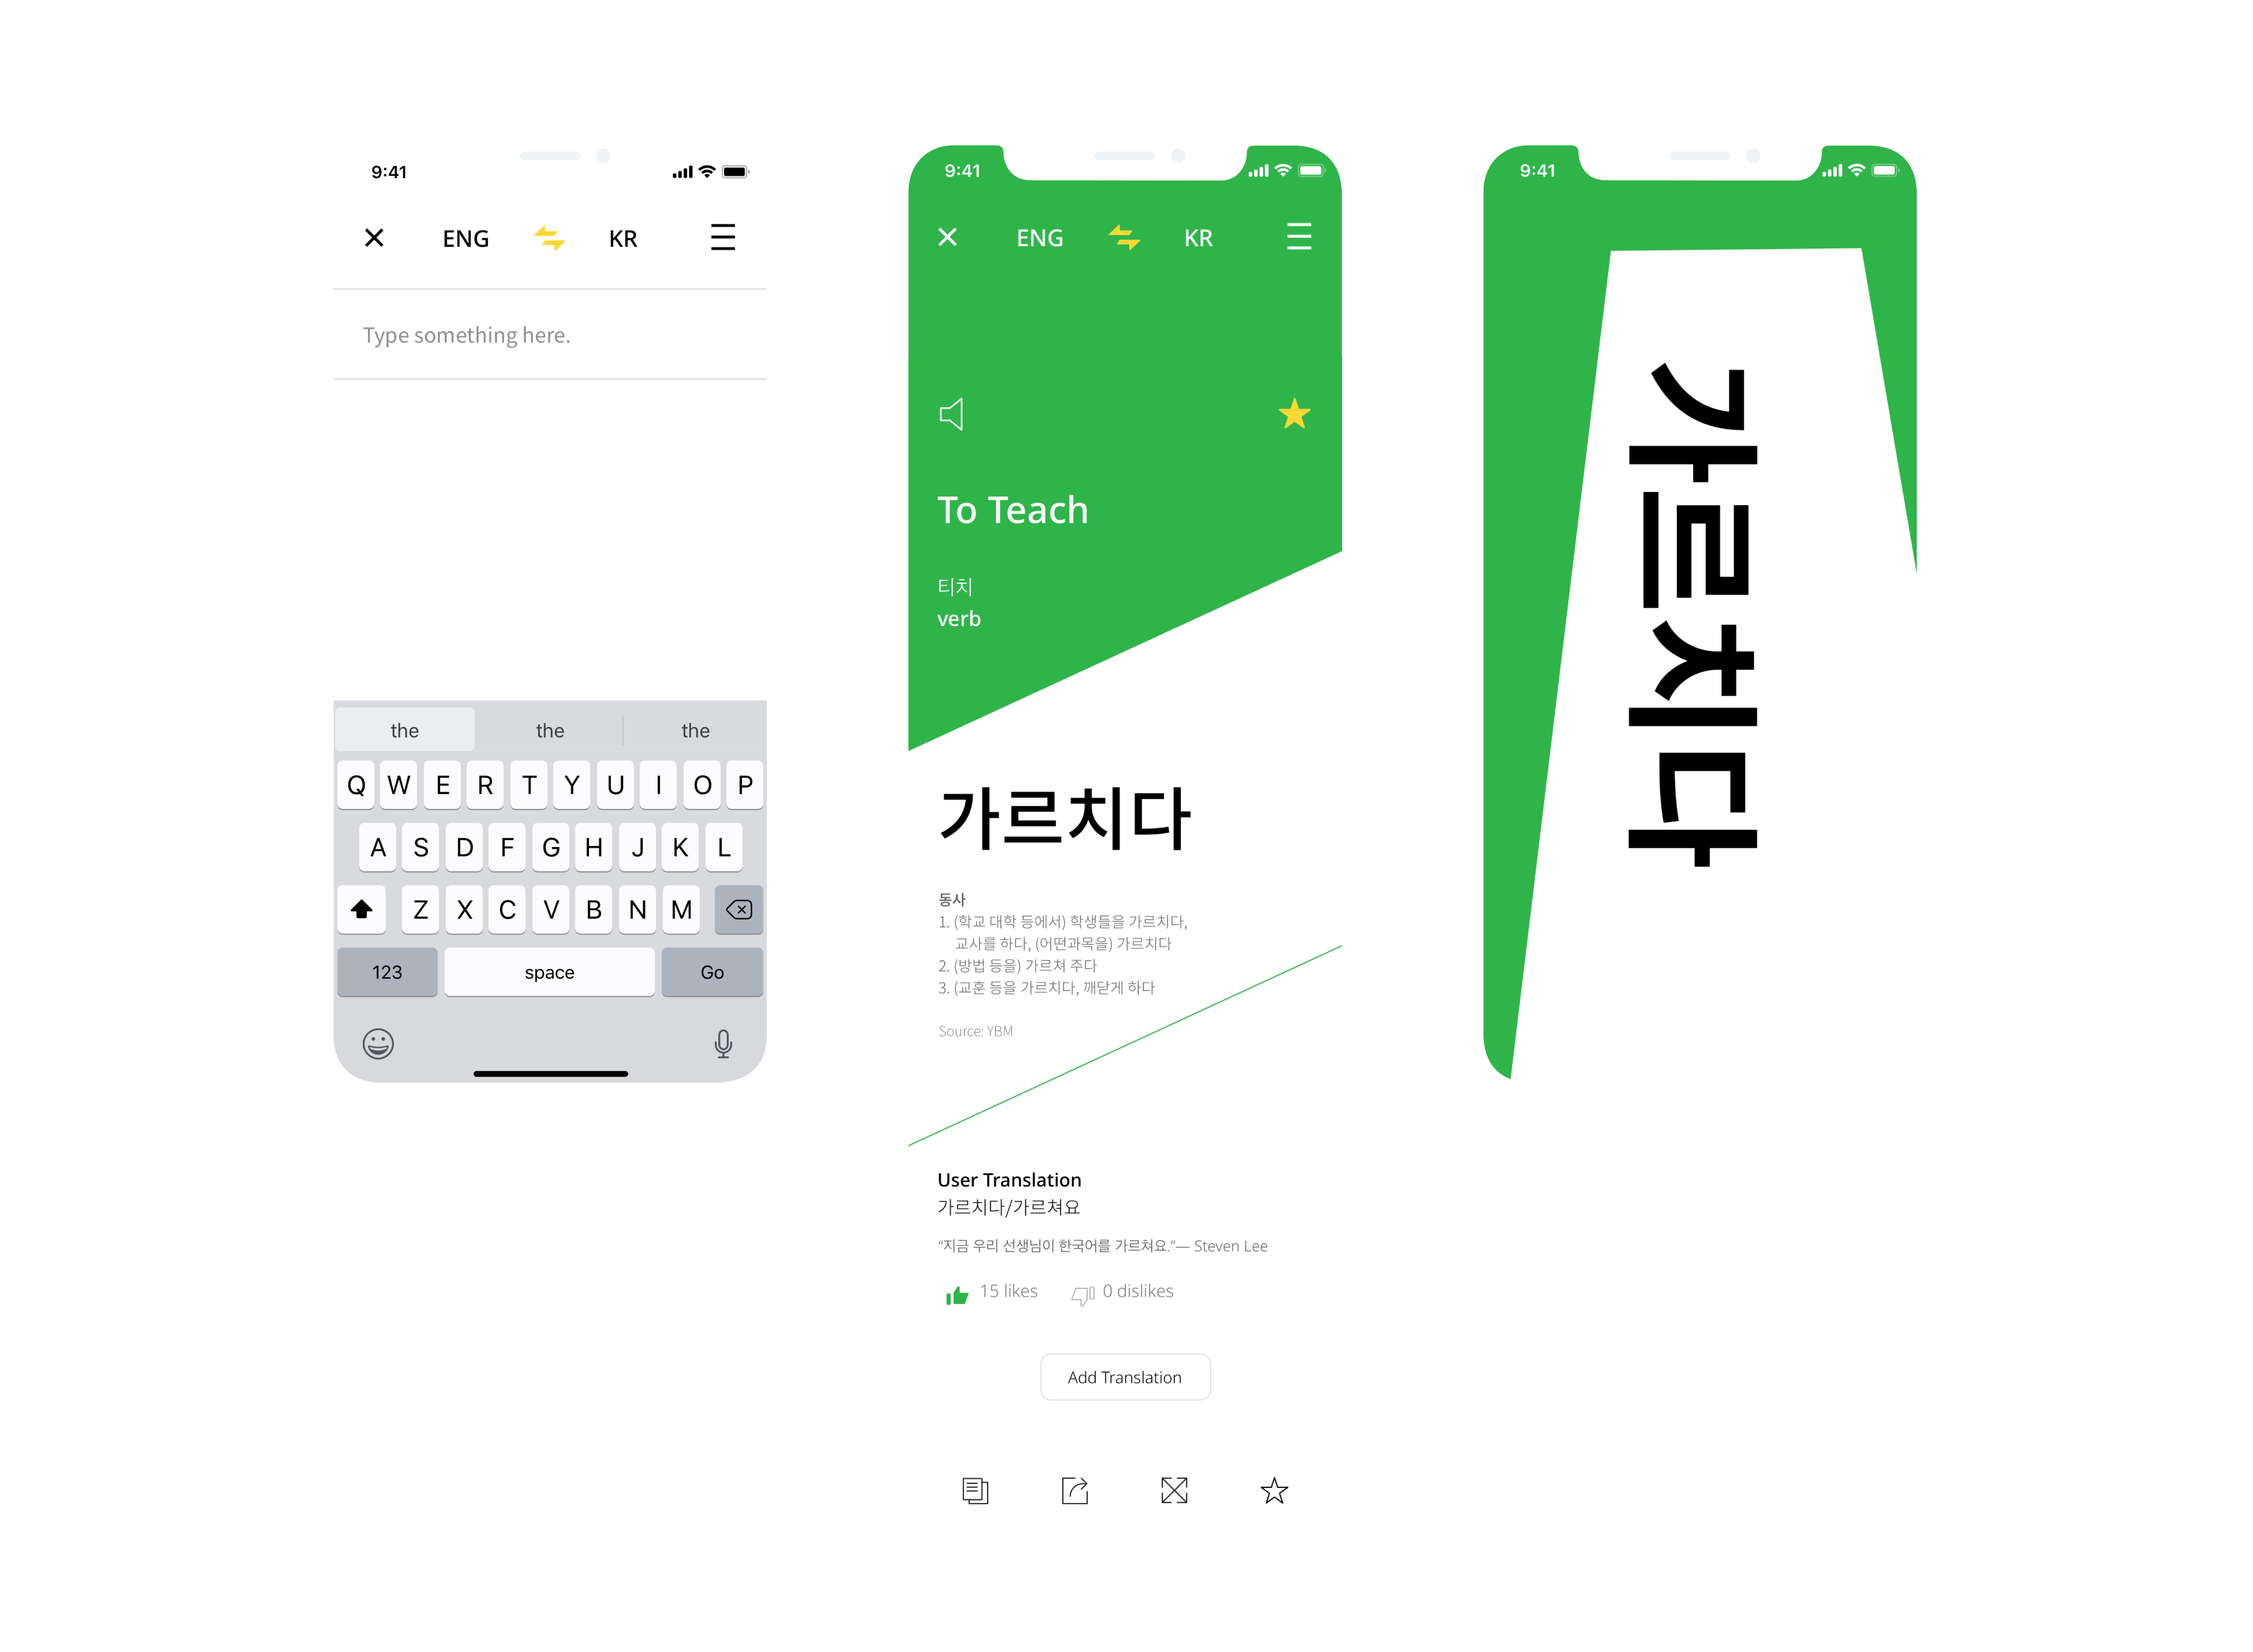 9:41
ENG KR
Type something here.
the the the
Q W E R T Y U I O P
A S D F G H J K L
Z X C V B N M
123 space Go
9:41
ENG KR
To Teach
티치
verb
가르치다
동사
1. (학교 대학 등에서) 학생들을 가르치다,
교사를 하다, (어떤과목을) 가르치다
2. (방법 등을) 가르쳐 주다
3. (교훈 등을 가르치다, 깨닫게 하다
Source: YBM
User Translation
가르치다/가르쳐요
“지금 우리 선생님이 한국어를 가르쳐요.”— Steven Lee
15 likes 0 dislikes
Add Translation
9:41
가르치다